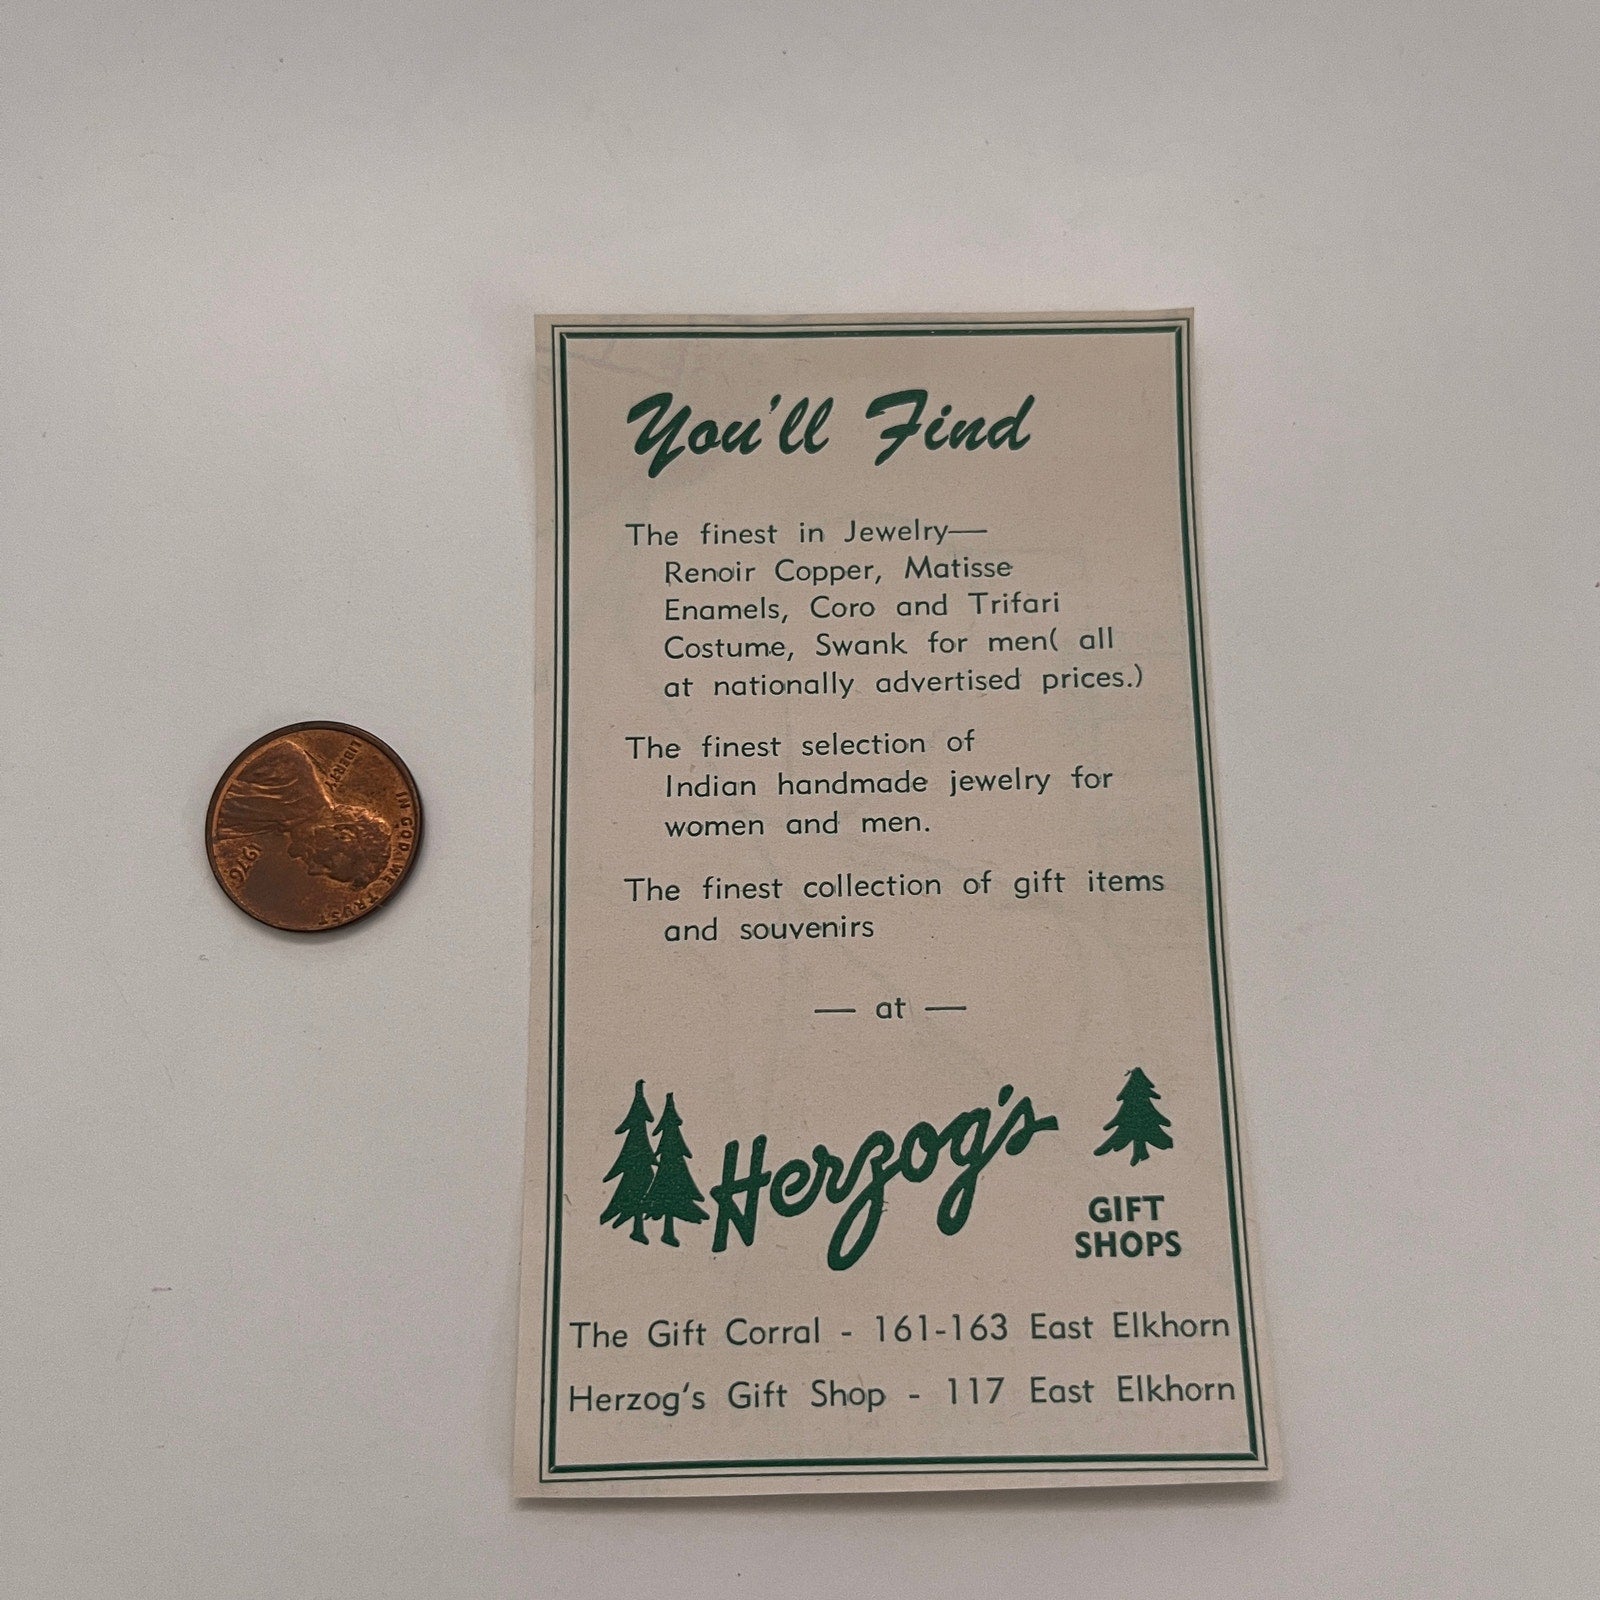 You'll Find
The finest in Jewelry—
Renoir Copper, Matisse
Enamels, Coro and Trifari
Costume, Swank for men( all
at nationally advertised prices.)
The finest selection of
Indian handmade jewelry for
women and men.
The finest collection of gift items
and souvenirs
— at —
Herzog's
GIFT
SHOPS
The Gift Corral - 161-163 East Elkhorn
Herzog's Gift Shop - 117 East Elkhorn
IN GOD WE TRUST
LIBERTY
1976